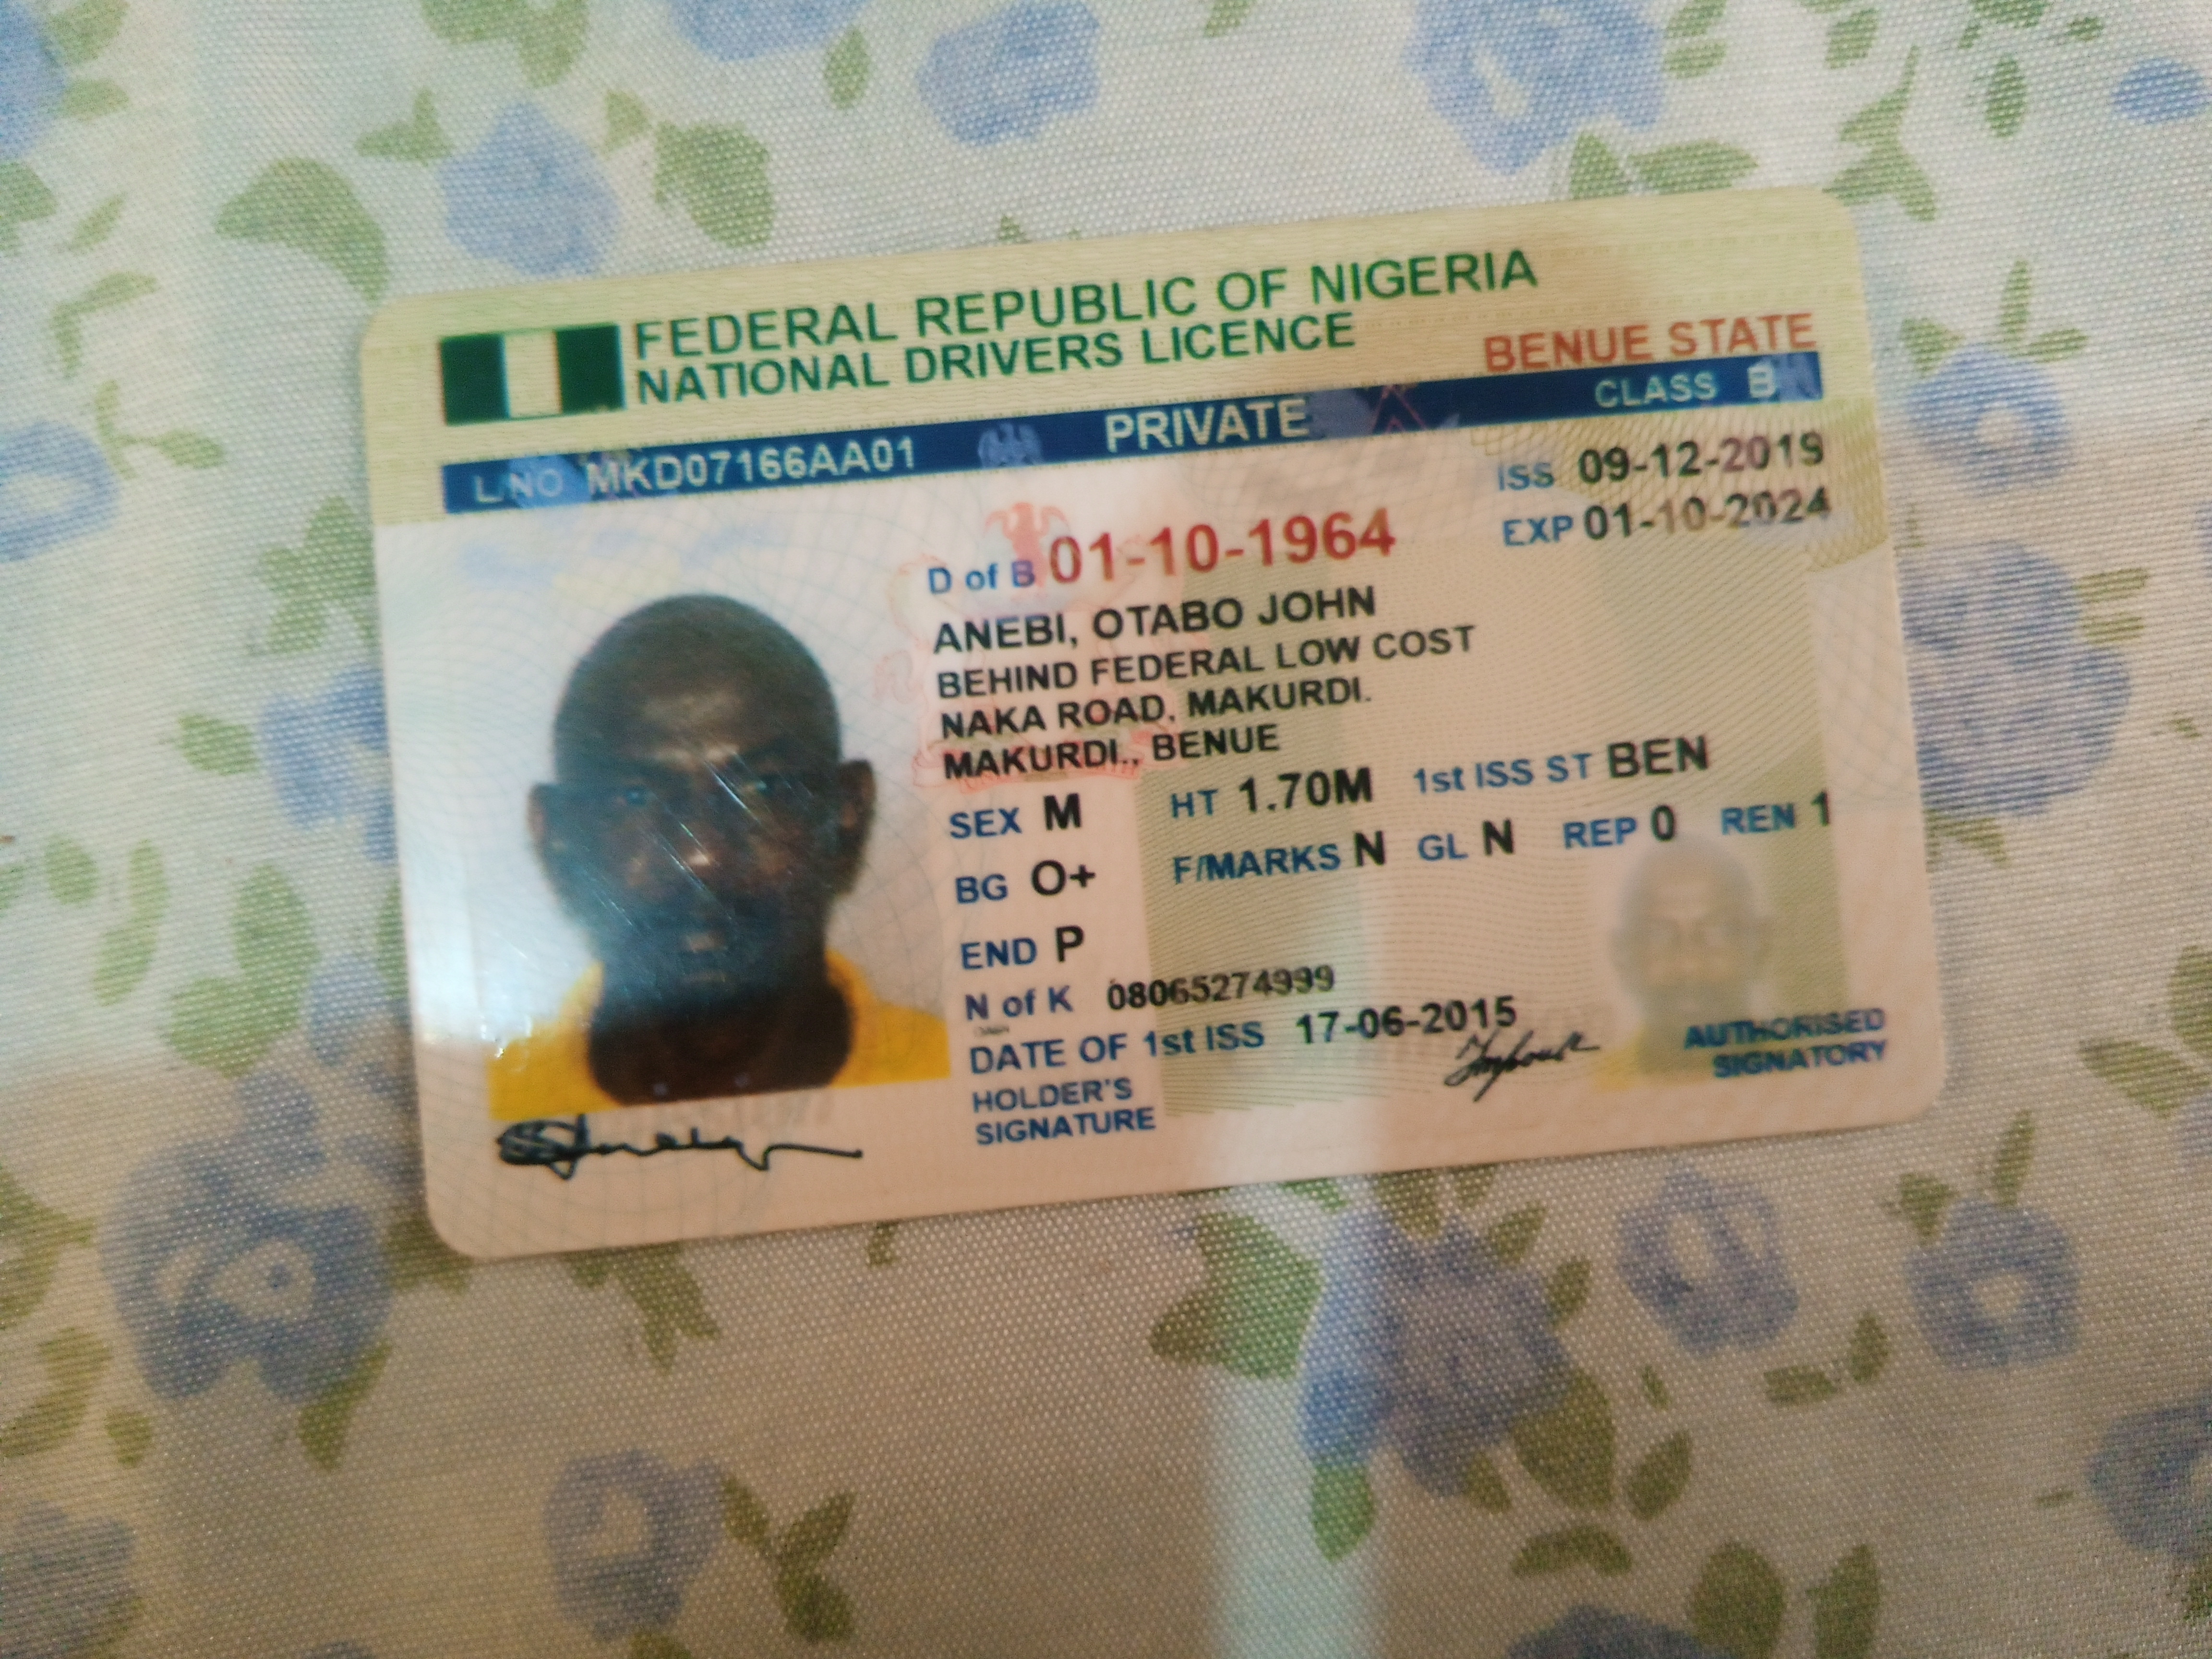 FEDERAL REPUBLIC OF NIGERIA
NATIONAL DRIVERS LICENCE
BENUE STATE
L/NO MKD07166AA01 PRIVATE CLASS B
ISS 09-12-2019
D of B 01-10-1964 EXP 01-10-2024
ANEBI, OTABO JOHN
BEHIND FEDERAL LOW COST
NAKA ROAD, MAKURDI.
MAKURDI., BENUE
SEX M HT 1.70M 1st ISS ST BEN
BG O+ F/MARKS N GL N REP 0 REN 1
END P
N of K 08065274999
DATE OF 1st ISS 17-06-2015
HOLDER'S
SIGNATURE
AUTHORISED
SIGNATORY